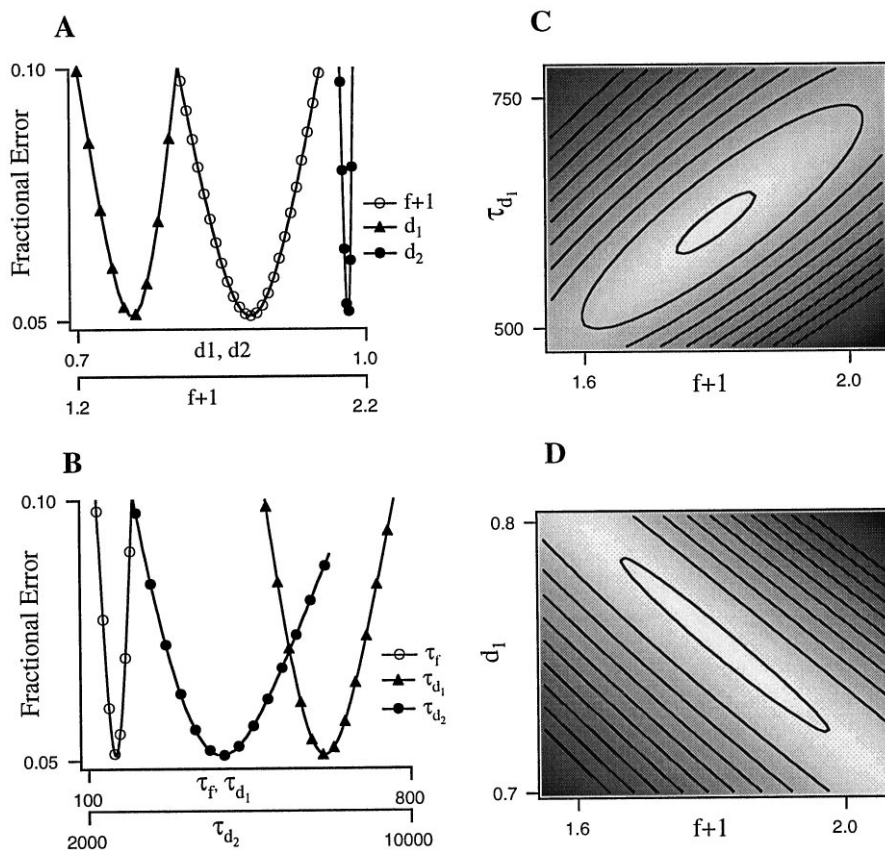 A
0.10
Fractional Error
0.05
0.7
d1, d2
1.0
1.2
f+1
2.2
f+1
d₁
d₂
B
0.10
Fractional Error
0.05
100
τf, τd₁
800
2000
τd₂
10000
τf
τd₁
τd₂
C
750
τd₁
500
1.6
f+1
2.0
D
0.8
d₁
0.7
1.6
f+1
2.0